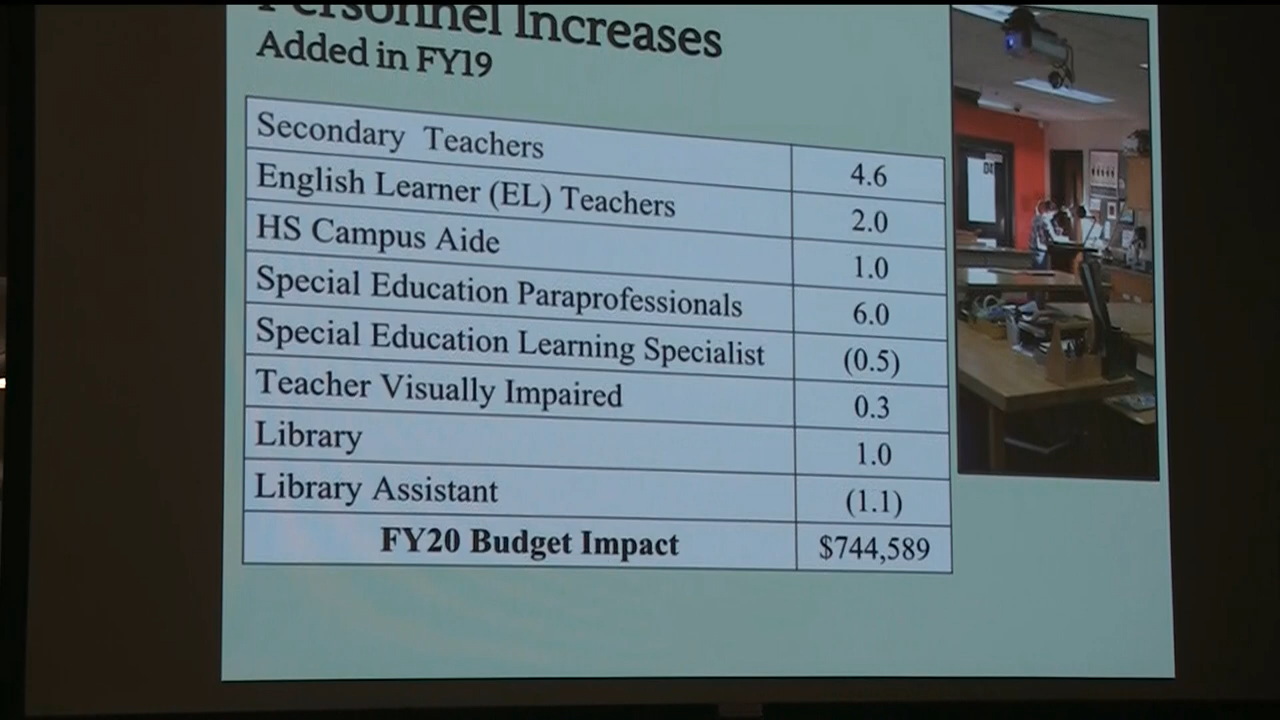 Personnel Increases
Added in FY19
Secondary Teachers 4.6
English Learner (EL) Teachers 2.0
HS Campus Aide 1.0
Special Education Paraprofessionals 6.0
Special Education Learning Specialist (0.5)
Teacher Visually Impaired 0.3
Library 1.0
Library Assistant (1.1)
FY20 Budget Impact $744,589